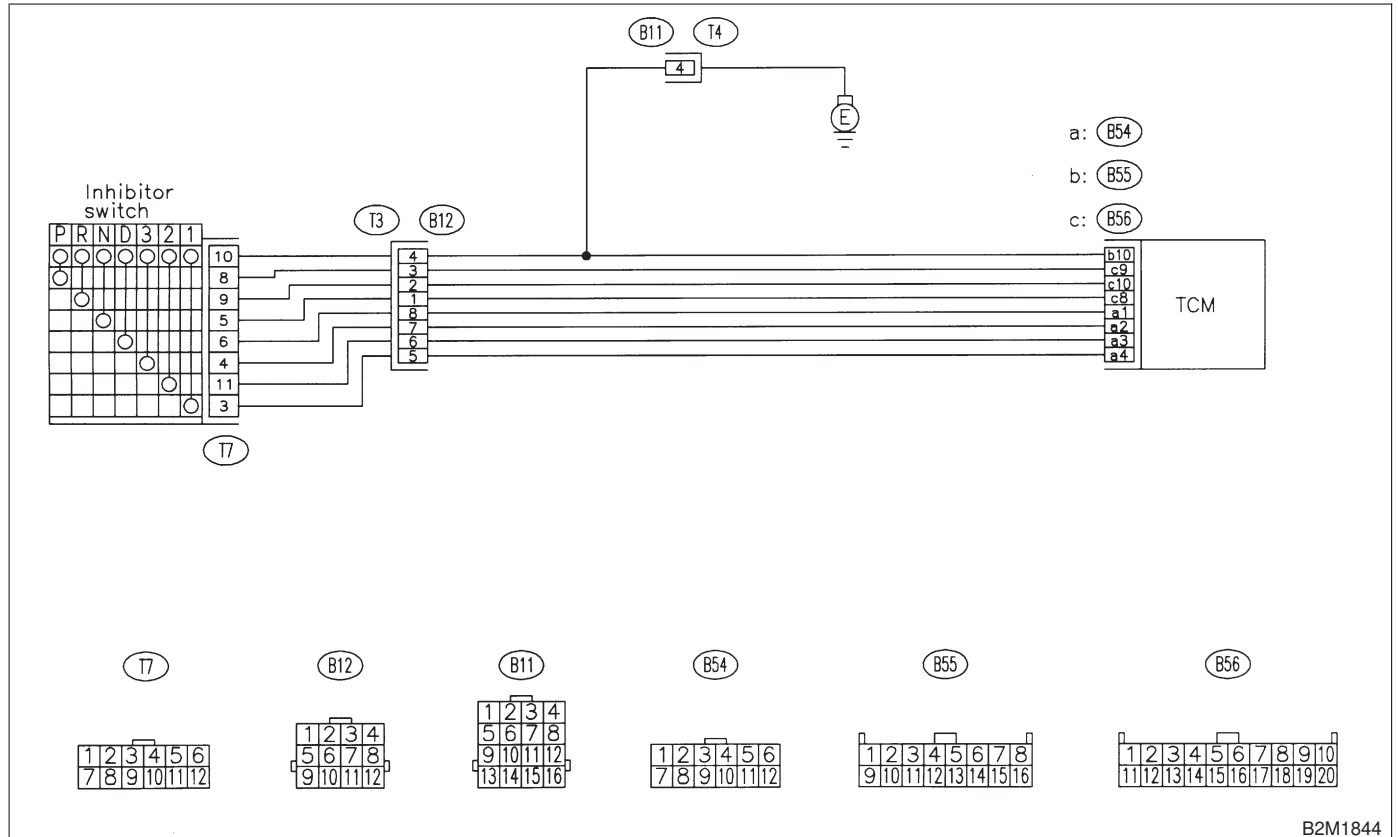 B11 T4
4
E
a: B54
b: B55
c: B56
Inhibitor
switch
P R N D 3 2 1
10
8
9
5
6
4
11
3
T7
T3 B12
4
3
2
1
8
7
6
5
b10
c9
c10
c8
a1
a2
a3
a4
TCM
T7
1 2 3 4 5 6
7 8 9 10 11 12
B12
1 2 3 4
5 6 7 8
9 10 11 12
B11
1 2 3 4
5 6 7 8
9 10 11 12
13 14 15 16
B54
1 2 3 4 5 6
7 8 9 10 11 12
B55
1 2 3 4 5 6 7 8
9 10 11 12 13 14 15 16
B56
1 2 3 4 5 6 7 8 9 10
11 12 13 14 15 16 17 18 19 20
B2M1844